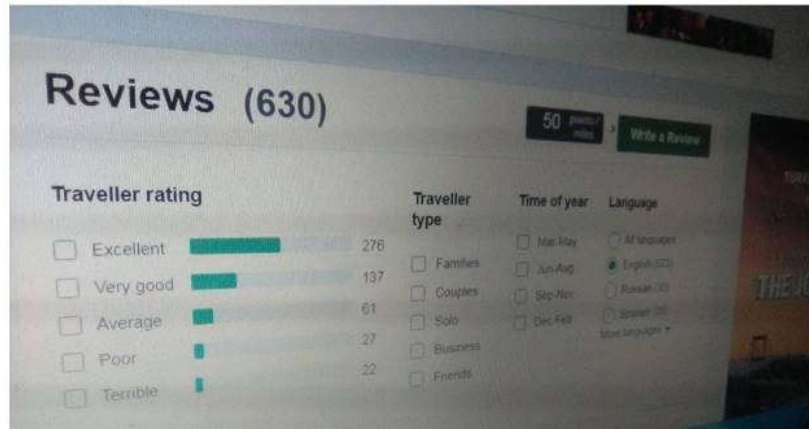 Reviews (630)
50 points / miles
Write a Review
Traveller rating
Excellent 276
Very good 137
Average 61
Poor 27
Terrible 22
Traveller type
Families
Couples
Solo
Business
Friends
Time of year
Mar-May
Jun-Aug
Sep-Nov
Dec-Feb
Language
All languages
English
Russian
Spanish
More languages